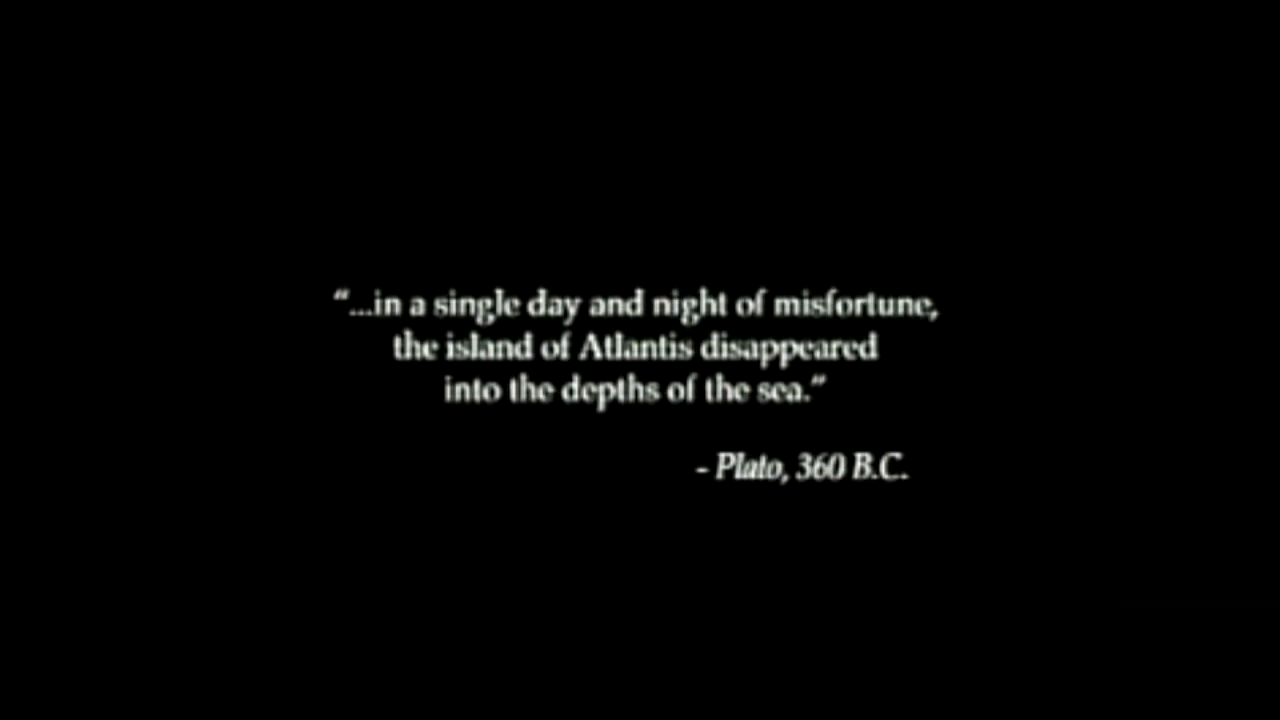 “...in a single day and night of misfortune,
the island of Atlantis disappeared
into the depths of the sea.”
- Plato, 360 B.C.